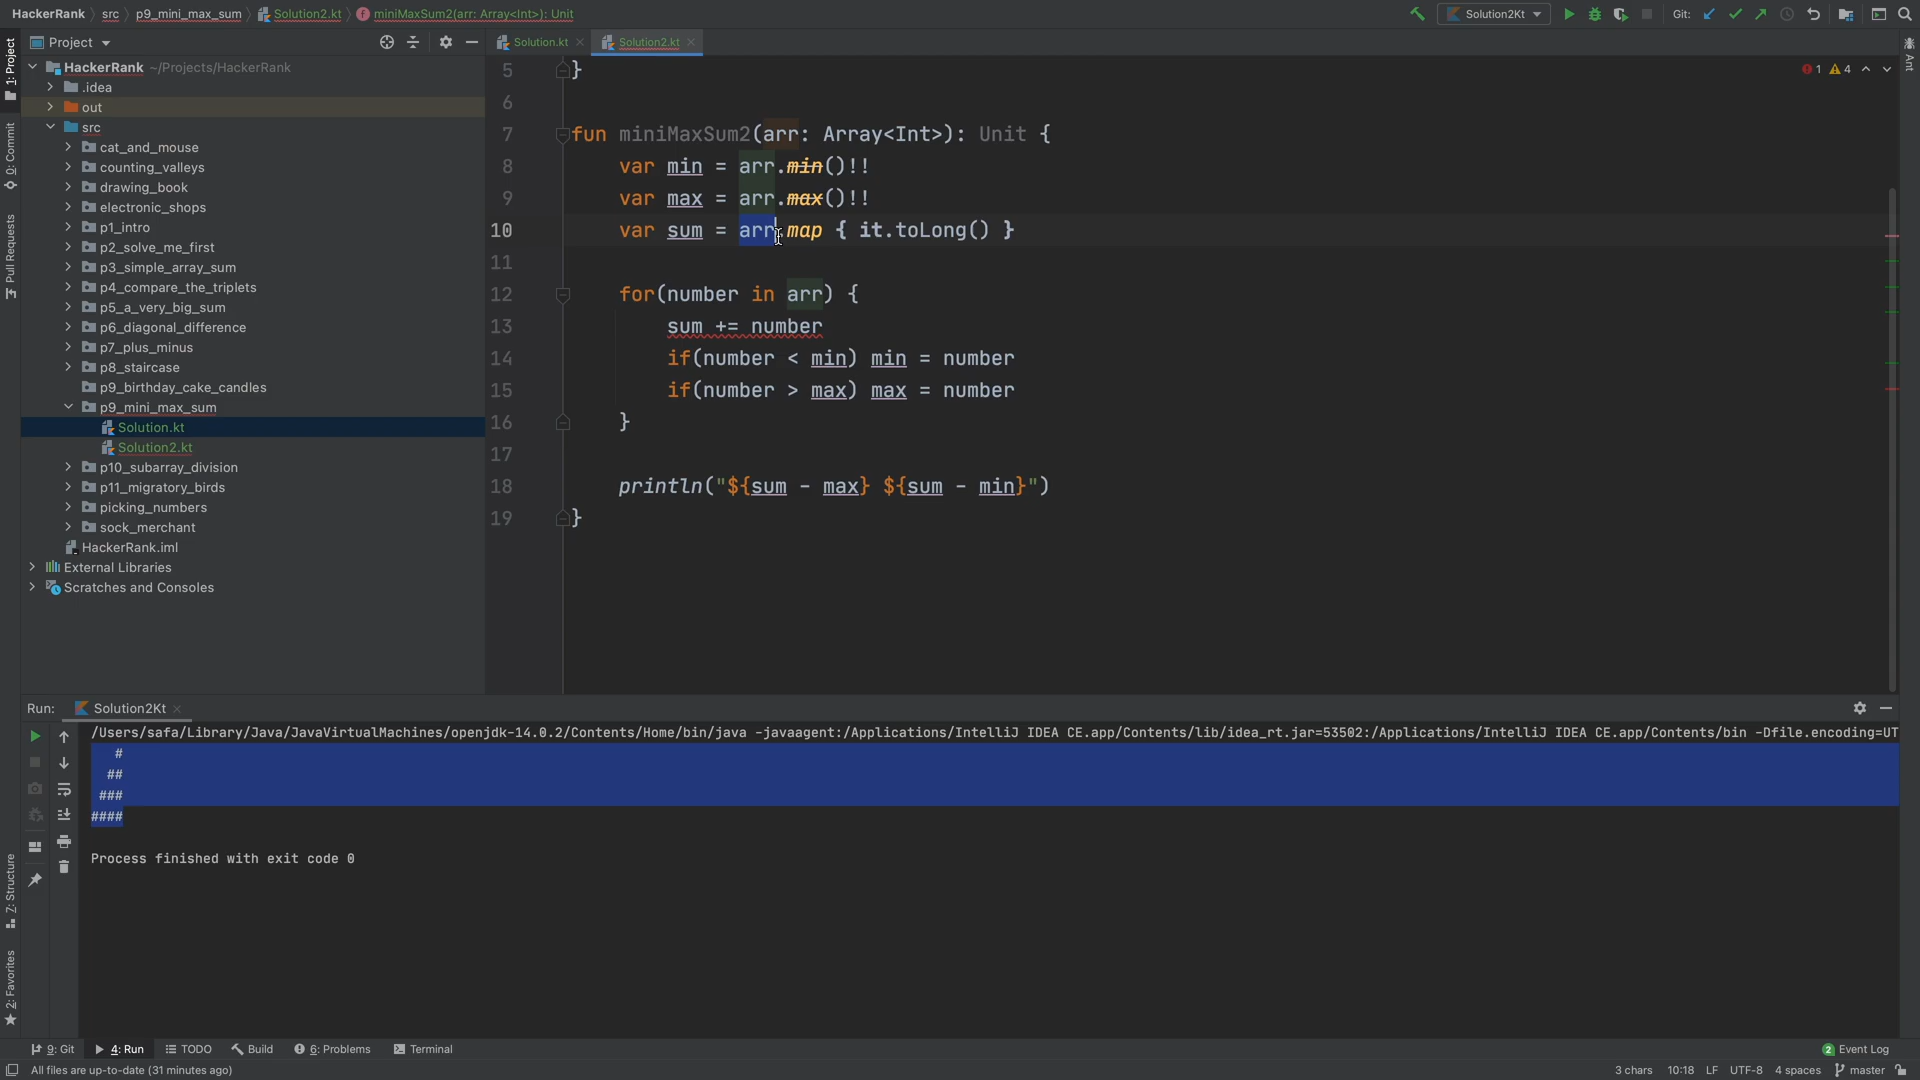 HackerRank src p9_mini_max_sum Solution2.kt miniMaxSum2(arr: Array<Int>): Unit
Solution2Kt Git:
Project
Solution.kt Solution2.kt
1: Project
0: Commit
Pull Requests
Z: Structure
2: Favorites
Ant
HackerRank ~/Projects/HackerRank
.idea
out
src
cat_and_mouse
counting_valleys
drawing_book
electronic_shops
p1_intro
p2_solve_me_first
p3_simple_array_sum
p4_compare_the_triplets
p5_a_very_big_sum
p6_diagonal_difference
p7_plus_minus
p8_staircase
p9_birthday_cake_candles
p9_mini_max_sum
Solution.kt
Solution2.kt
p10_subarray_division
p11_migratory_birds
picking_numbers
sock_merchant
HackerRank.iml
External Libraries
Scratches and Consoles
1 4
5 }
6
7 fun miniMaxSum2(arr: Array<Int>): Unit {
8 var min = arr.min()!!
9 var max = arr.max()!!
10 var sum = arr.map { it.toLong() }
11
12 for(number in arr) {
13 sum += number
14 if(number < min) min = number
15 if(number > max) max = number
16 }
17
18 println("${sum - max} ${sum - min}")
19 }
Run: Solution2Kt
/Users/safa/Library/Java/JavaVirtualMachines/openjdk-14.0.2/Contents/Home/bin/java -javaagent:/Applications/IntelliJ IDEA CE.app/Contents/lib/idea_rt.jar=53502:/Applications/IntelliJ IDEA CE.app/Contents/bin -Dfile.encoding=UT
#
##
###
####
Process finished with exit code 0
9: Git 4: Run TODO Build 6: Problems Terminal 2 Event Log
All files are up-to-date (31 minutes ago) 3 chars 10:18 LF UTF-8 4 spaces master